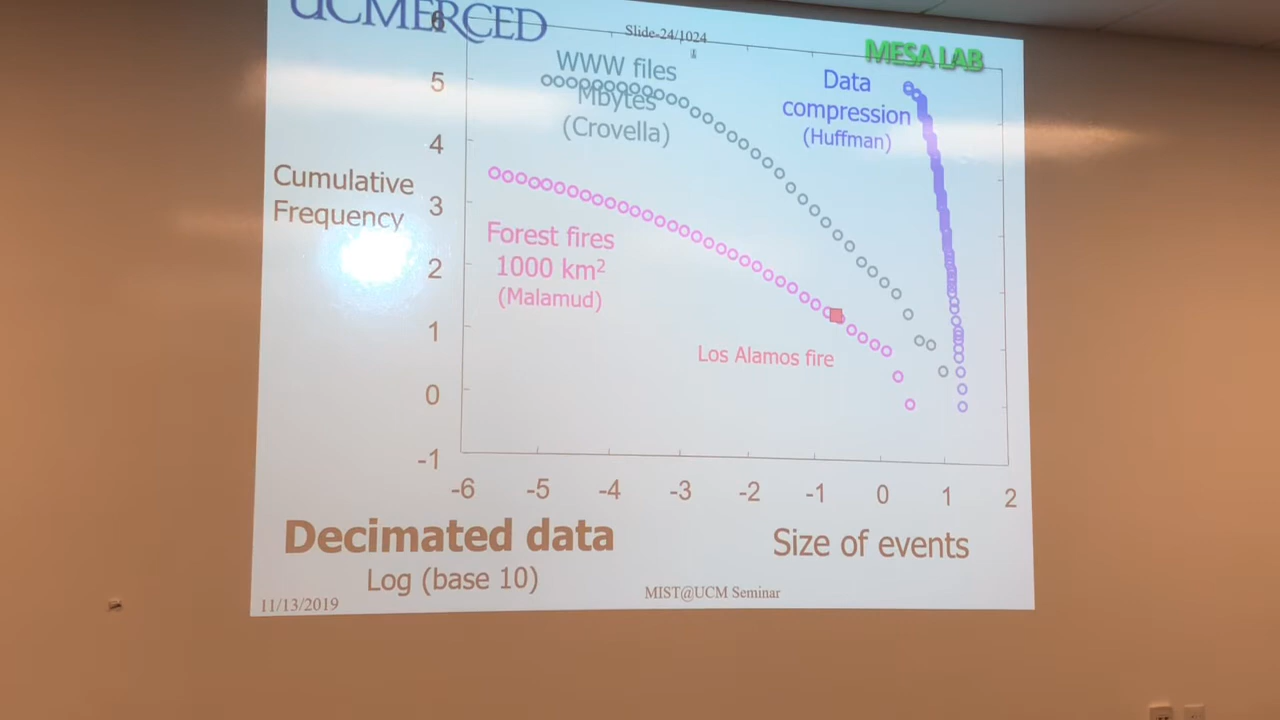 UCMERCED
Slide-24/1024
MESA LAB
6
5
4
3
2
1
0
-1
Cumulative
Frequency
WWW files
Mbytes
(Crovella)
Data
compression
(Huffman)
Forest fires
1000 km²
(Malamud)
Los Alamos fire
-6 -5 -4 -3 -2 -1 0 1 2
Decimated data
Log (base 10)
Size of events
11/13/2019
MIST@UCM Seminar